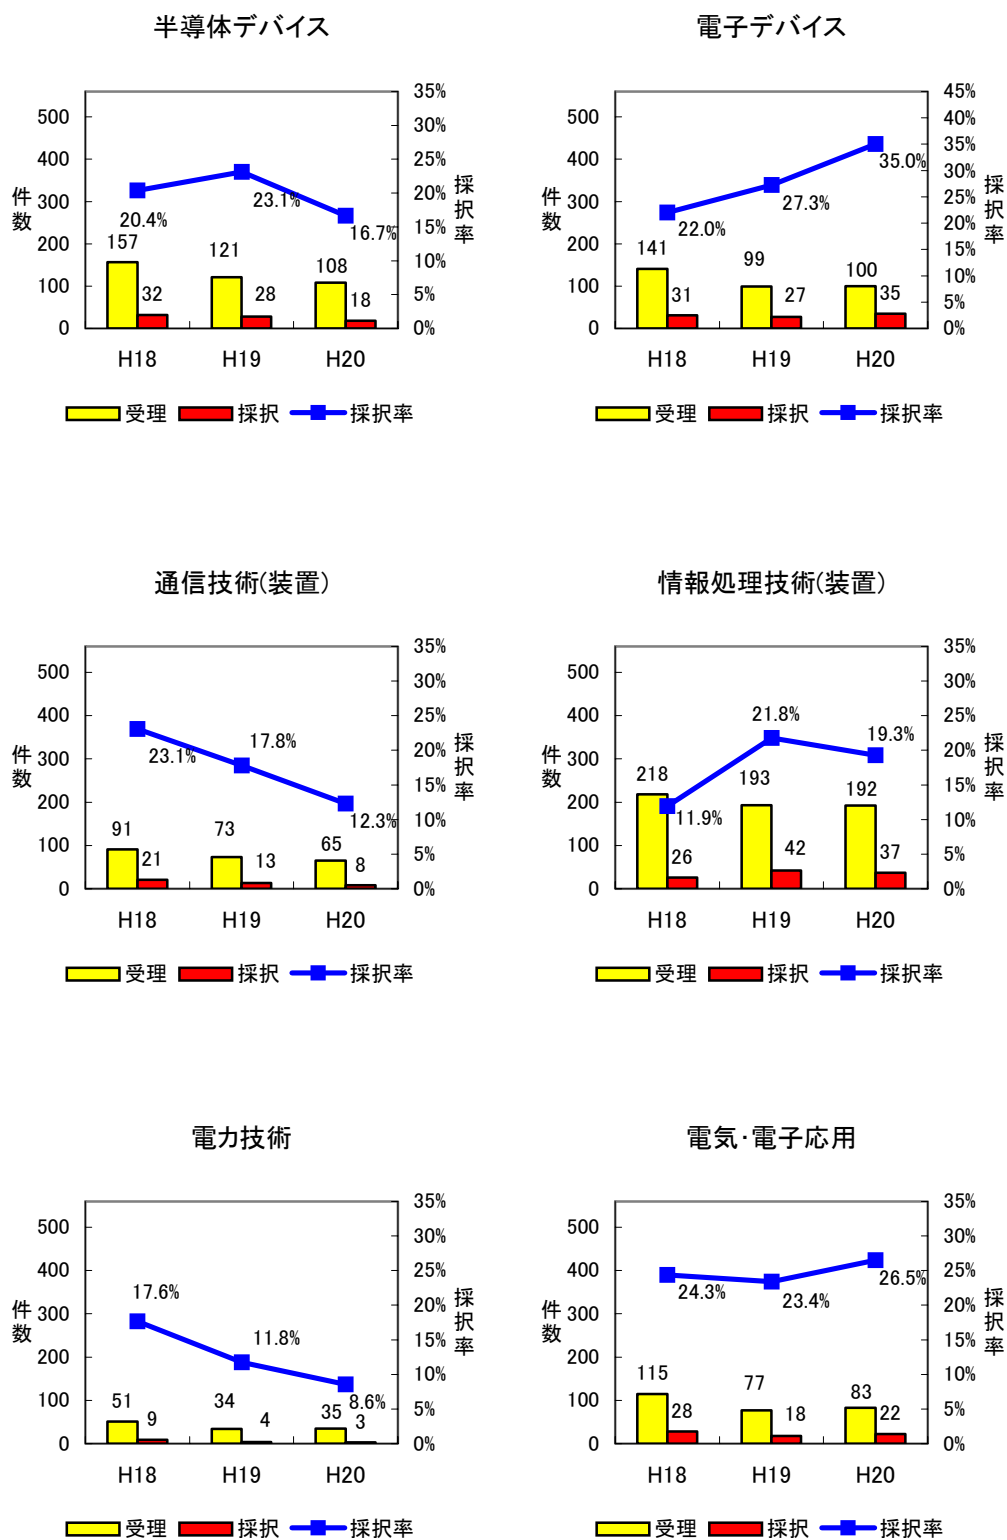 半導体デバイス
500
400
300
200
100
0
件数
35%
30%
25%
20%
15%
10%
5%
0%
採択率
20.4%
23.1%
16.7%
157
32
121
28
108
18
H18
H19
H20
受理
採択
採択率
電子デバイス
500
400
300
200
100
0
件数
45%
40%
35%
30%
25%
20%
15%
10%
5%
0%
採択率
22.0%
27.3%
35.0%
141
31
99
27
100
35
H18
H19
H20
受理
採択
採択率
通信技術(装置)
500
400
300
200
100
0
件数
35%
30%
25%
20%
15%
10%
5%
0%
採択率
23.1%
17.8%
12.3%
91
21
73
13
65
8
H18
H19
H20
受理
採択
採択率
情報処理技術(装置)
500
400
300
200
100
0
件数
35%
30%
25%
20%
15%
10%
5%
0%
採択率
11.9%
21.8%
19.3%
218
26
193
42
192
37
H18
H19
H20
受理
採択
採択率
電力技術
500
400
300
200
100
0
件数
35%
30%
25%
20%
15%
10%
5%
0%
採択率
17.6%
11.8%
8.6%
51
9
34
4
35
3
H18
H19
H20
受理
採択
採択率
電気・電子応用
500
400
300
200
100
0
件数
35%
30%
25%
20%
15%
10%
5%
0%
採択率
24.3%
23.4%
26.5%
115
28
77
18
83
22
H18
H19
H20
受理
採択
採択率